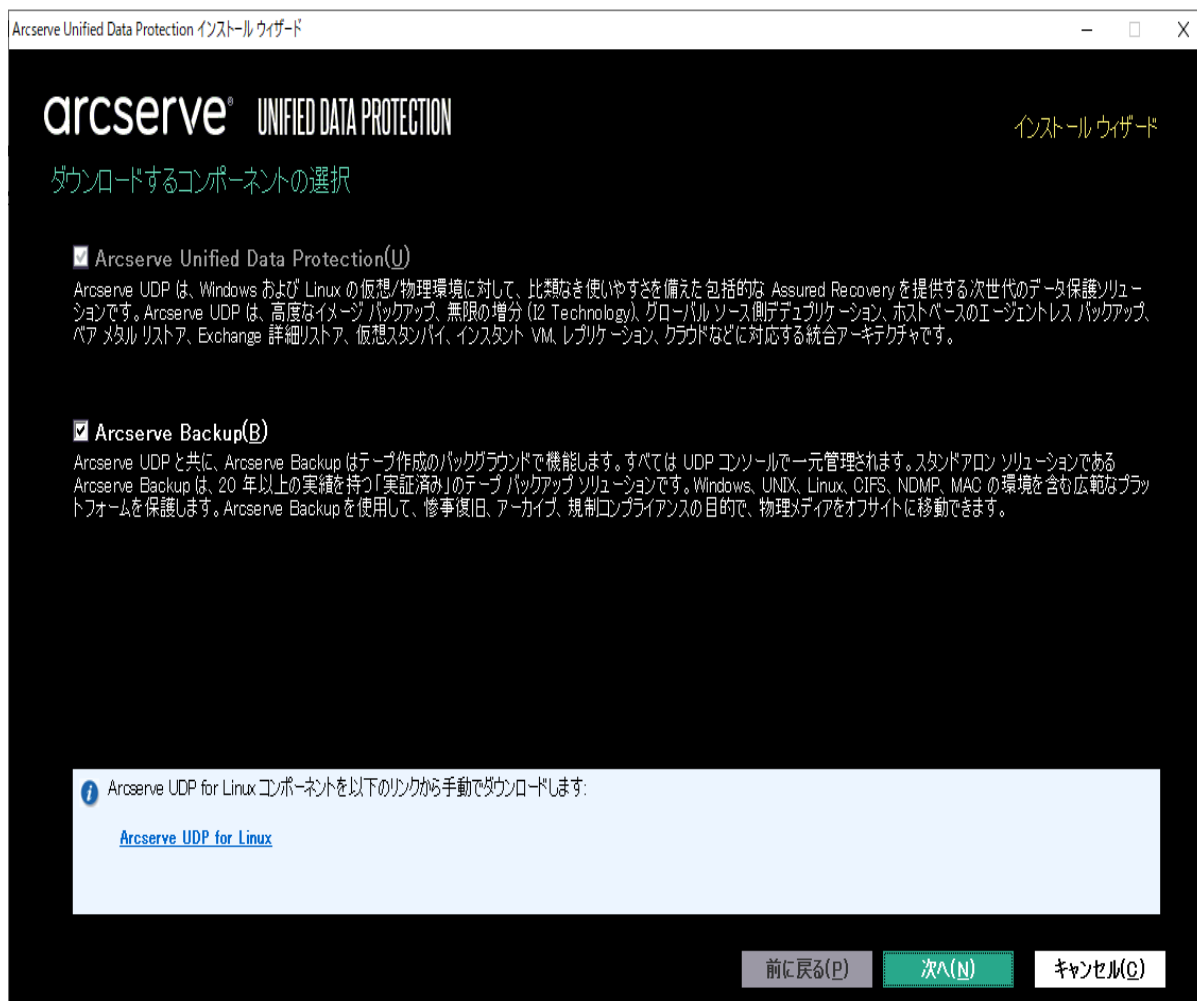 Arcserve Unified Data Protection インストール ウィザード
arcserve® UNIFIED DATA PROTECTION
インストール ウィザード
ダウンロードするコンポーネントの選択
Arcserve Unified Data Protection(U)
Arcserve UDP は、Windows および Linux の仮想/物理環境に対して、比類なき使いやすさを備えた包括的な Assured Recovery を提供する次世代のデータ保護ソリュー
ションです。Arcserve UDP は、高度なイメージ バックアップ、無限の増分 (I2 Technology)、グローバル ソース側デデュプリケーション、ホストベースのエージェントレス バックアップ、
ベア メタル リストア、Exchange 詳細リストア、仮想スタンバイ、インスタント VM、レプリケーション、クラウドなどに対応する統合アーキテクチャです。
Arcserve Backup(B)
Arcserve UDP と共に、Arcserve Backup はテープ作成のバックグラウンドで機能します。すべては UDP コンソールで一元管理されます。スタンドアロン ソリューションである
Arcserve Backup は、20 年以上の実績を持つ「実証済み」のテープ バックアップ ソリューションです。Windows、UNIX、Linux、CIFS、NDMP、MAC の環境を含む広範なプラッ
トフォームを保護します。Arcserve Backup を使用して、惨事復旧、アーカイブ、規制コンプライアンスの目的で、物理メディアをオフサイトに移動できます。
Arcserve UDP for Linux コンポーネントを以下のリンクから手動でダウンロードします:
Arcserve UDP for Linux
前に戻る(P)
次へ(N)
キャンセル(C)